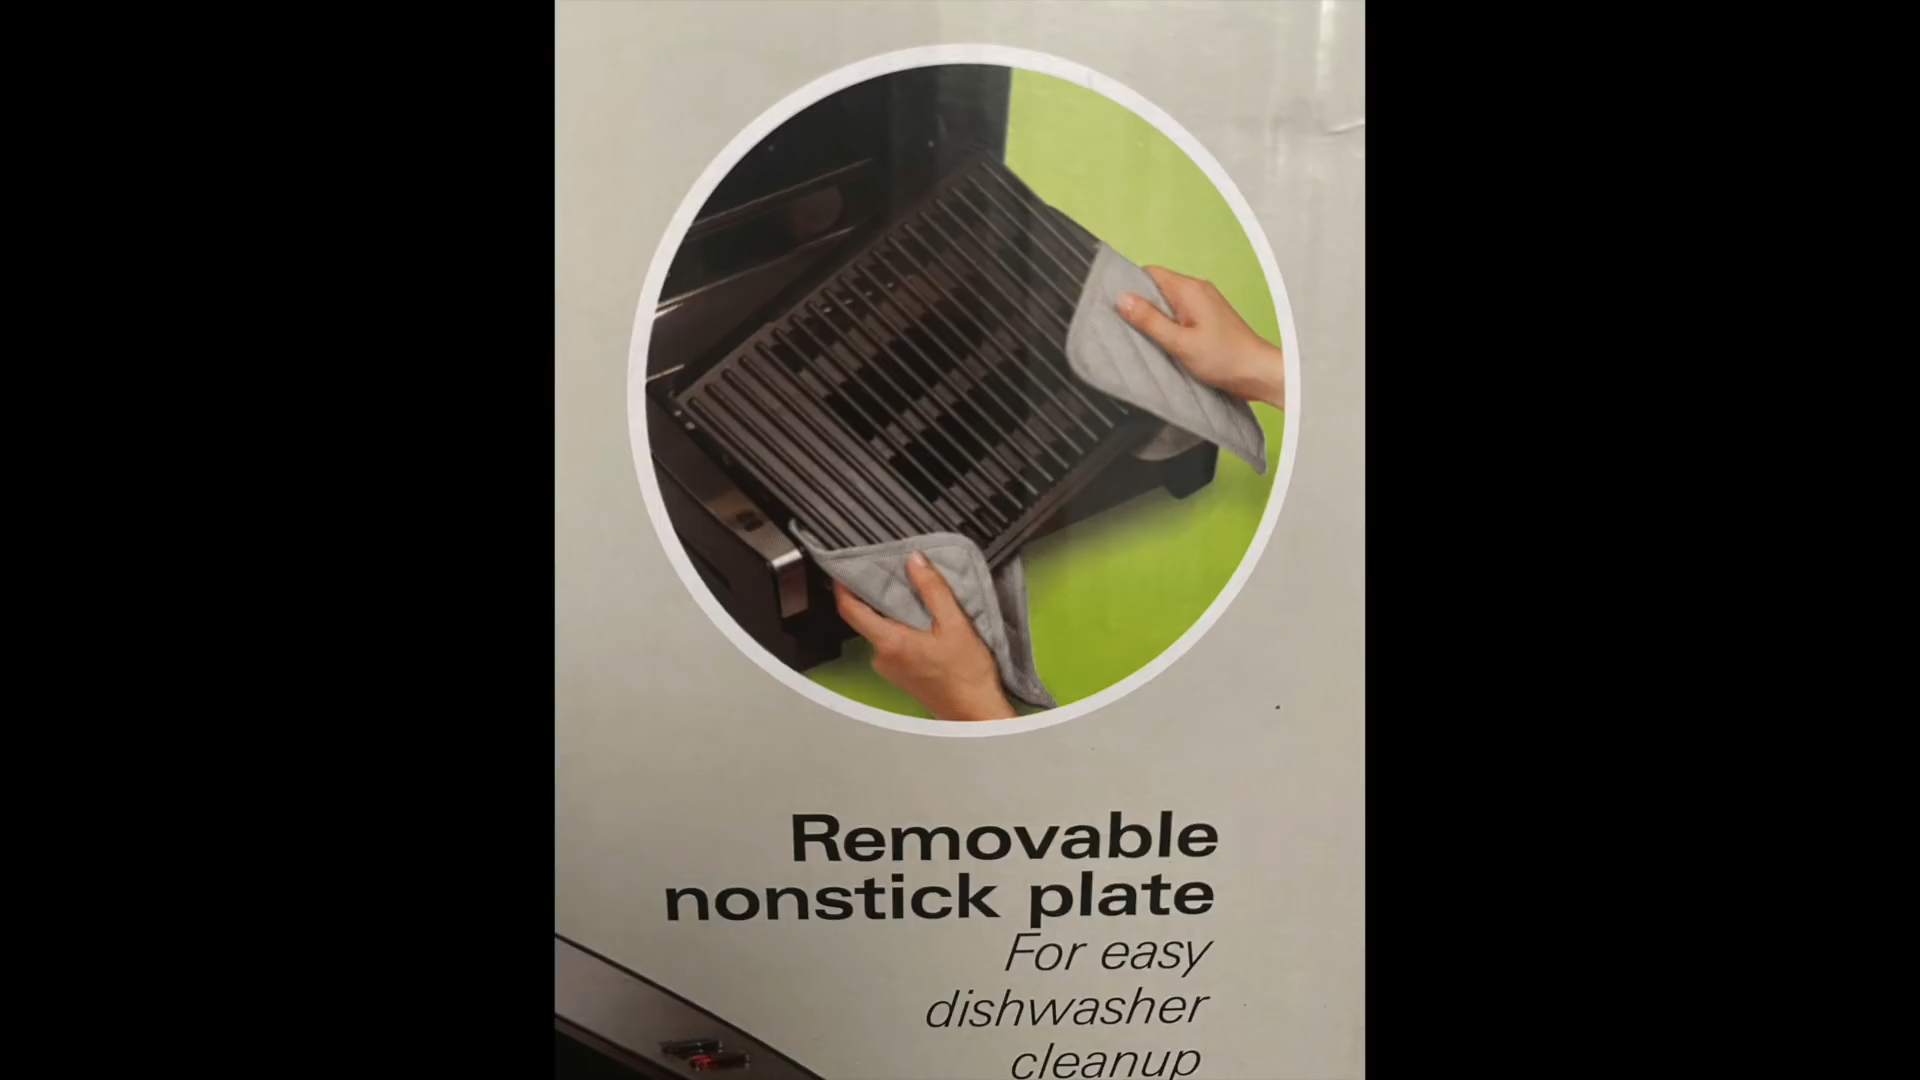 Removable
nonstick plate
For easy
dishwasher
cleanup